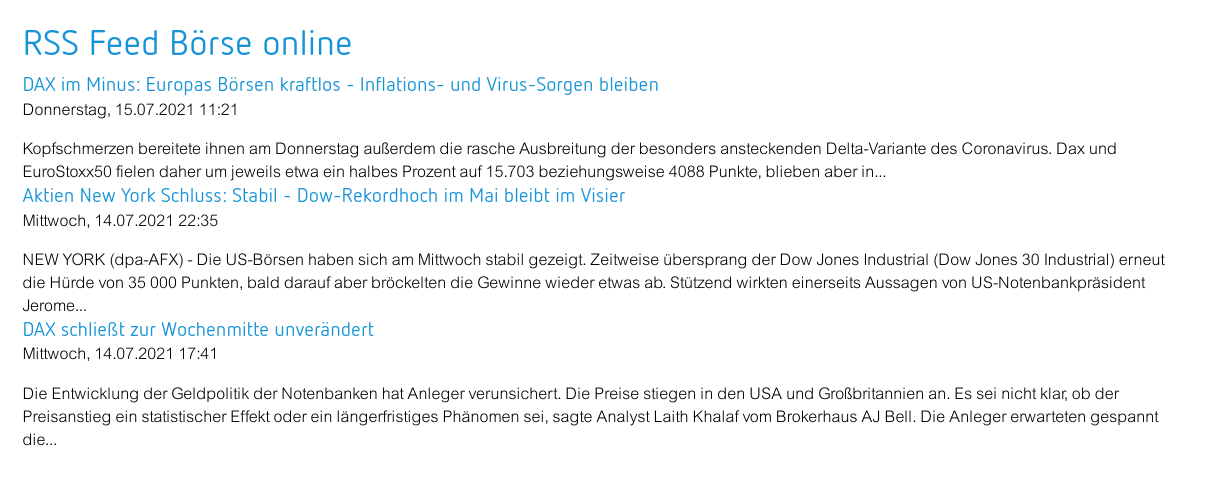 RSS Feed Börse online
DAX im Minus: Europas Börsen kraftlos - Inflations- und Virus-Sorgen bleiben
Donnerstag, 15.07.2021 11:21
Kopfschmerzen bereitete ihnen am Donnerstag außerdem die rasche Ausbreitung der besonders ansteckenden Delta-Variante des Coronavirus. Dax und
EuroStoxx50 fielen daher um jeweils etwa ein halbes Prozent auf 15.703 beziehungsweise 4088 Punkte, blieben aber in...
Aktien New York Schluss: Stabil - Dow-Rekordhoch im Mai bleibt im Visier
Mittwoch, 14.07.2021 22:35
NEW YORK (dpa-AFX) - Die US-Börsen haben sich am Mittwoch stabil gezeigt. Zeitweise übersprang der Dow Jones Industrial (Dow Jones 30 Industrial) erneut
die Hürde von 35 000 Punkten, bald darauf aber bröckelten die Gewinne wieder etwas ab. Stützend wirkten einerseits Aussagen von US-Notenbankpräsident
Jerome...
DAX schließt zur Wochenmitte unverändert
Mittwoch, 14.07.2021 17:41
Die Entwicklung der Geldpolitik der Notenbanken hat Anleger verunsichert. Die Preise stiegen in den USA und Großbritannien an. Es sei nicht klar, ob der
Preisanstieg ein statistischer Effekt oder ein längerfristiges Phänomen sei, sagte Analyst Laith Khalaf vom Brokerhaus AJ Bell. Die Anleger erwarteten gespannt
die...